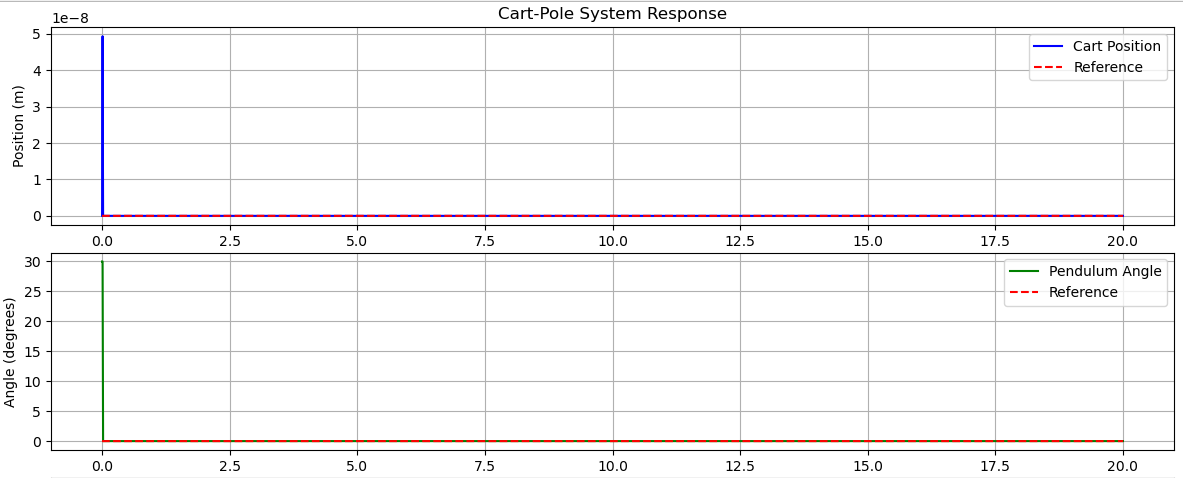 Cart-Pole System Response
1e−8
5
4
3
2
1
0
Position (m)
Cart Position
Reference
0.0 2.5 5.0 7.5 10.0 12.5 15.0 17.5 20.0
30
25
20
15
10
5
0
Angle (degrees)
Pendulum Angle
Reference
0.0 2.5 5.0 7.5 10.0 12.5 15.0 17.5 20.0